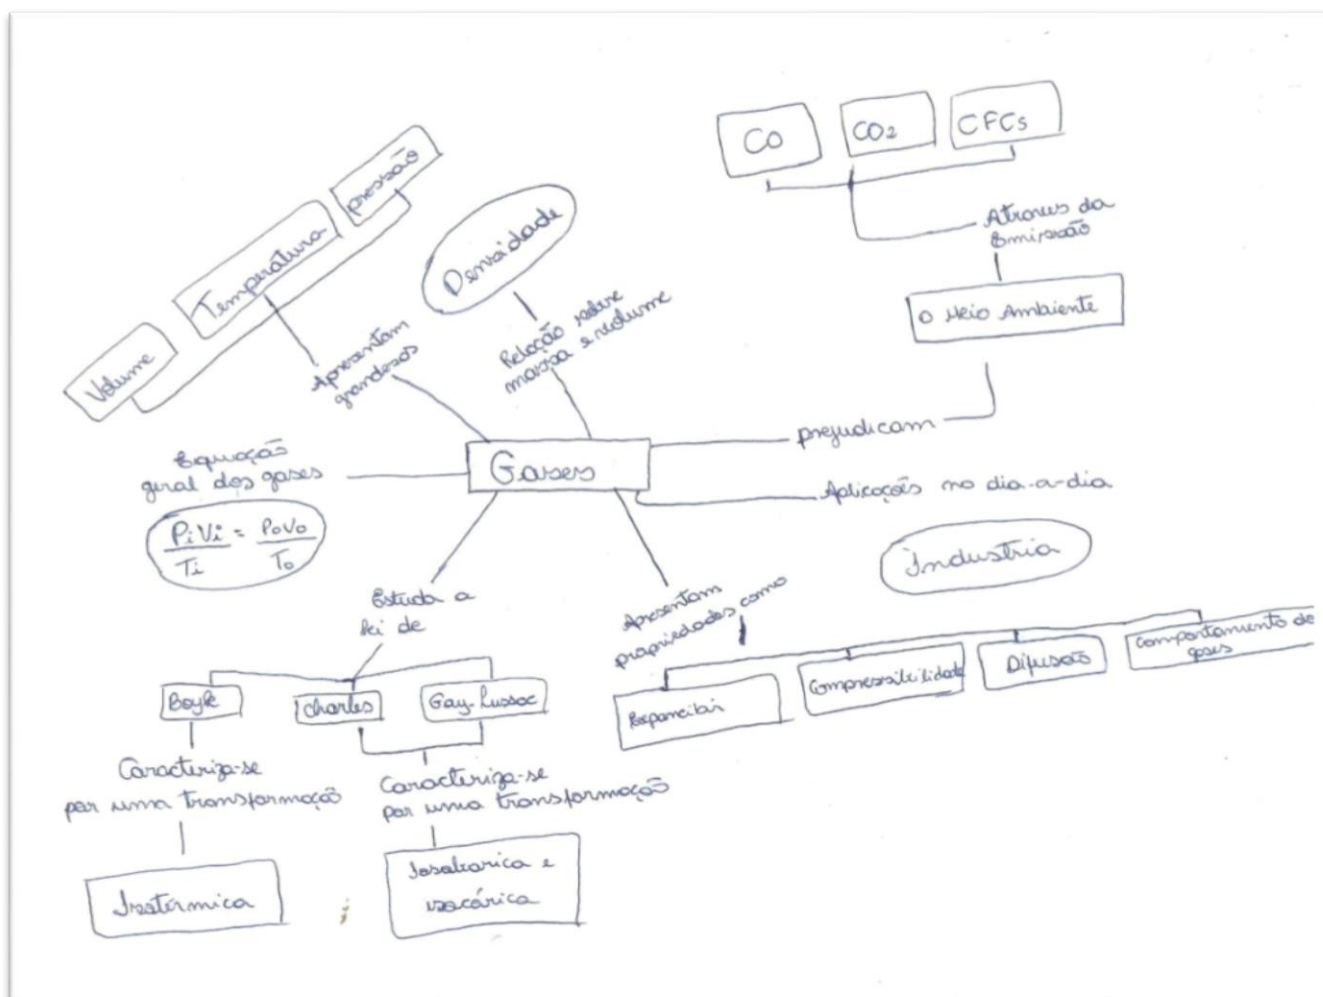 CO
CO2
CFCs
Volume
Temperatura
pressão
Densidade
Atraves da
Emissão
O Meio Ambiente
Apresentam
grandezas
Relação sobre
massa e volume
prejudicam
Gases
Equação
geral dos gases
PiVi = PoVo
Ti To
Aplicações no dia-a-dia
Industria
Estuda a
lei de
Apresentam
propriedades como
Boyle
Charles
Gay-Lussac
Compressibilidade
Difusão
Comportamento de
gases
Caracteriza-se
por uma transformação
Caracteriza-se
por uma transformação
Isotérmica
Isobarica e
isocórica